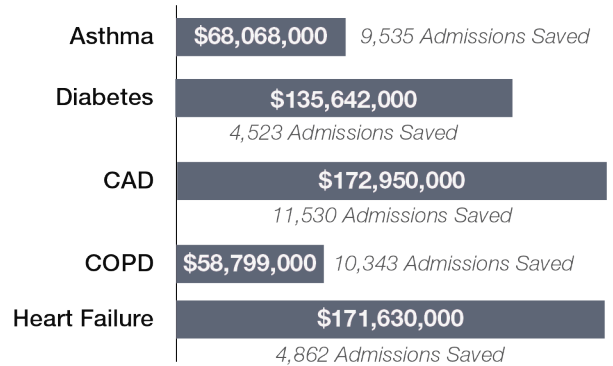 Asthma $68,068,000 9,535 Admissions Saved
Diabetes $135,642,000
4,523 Admissions Saved
CAD $172,950,000
11,530 Admissions Saved
COPD $58,799,000 10,343 Admissions Saved
Heart Failure $171,630,000
4,862 Admissions Saved